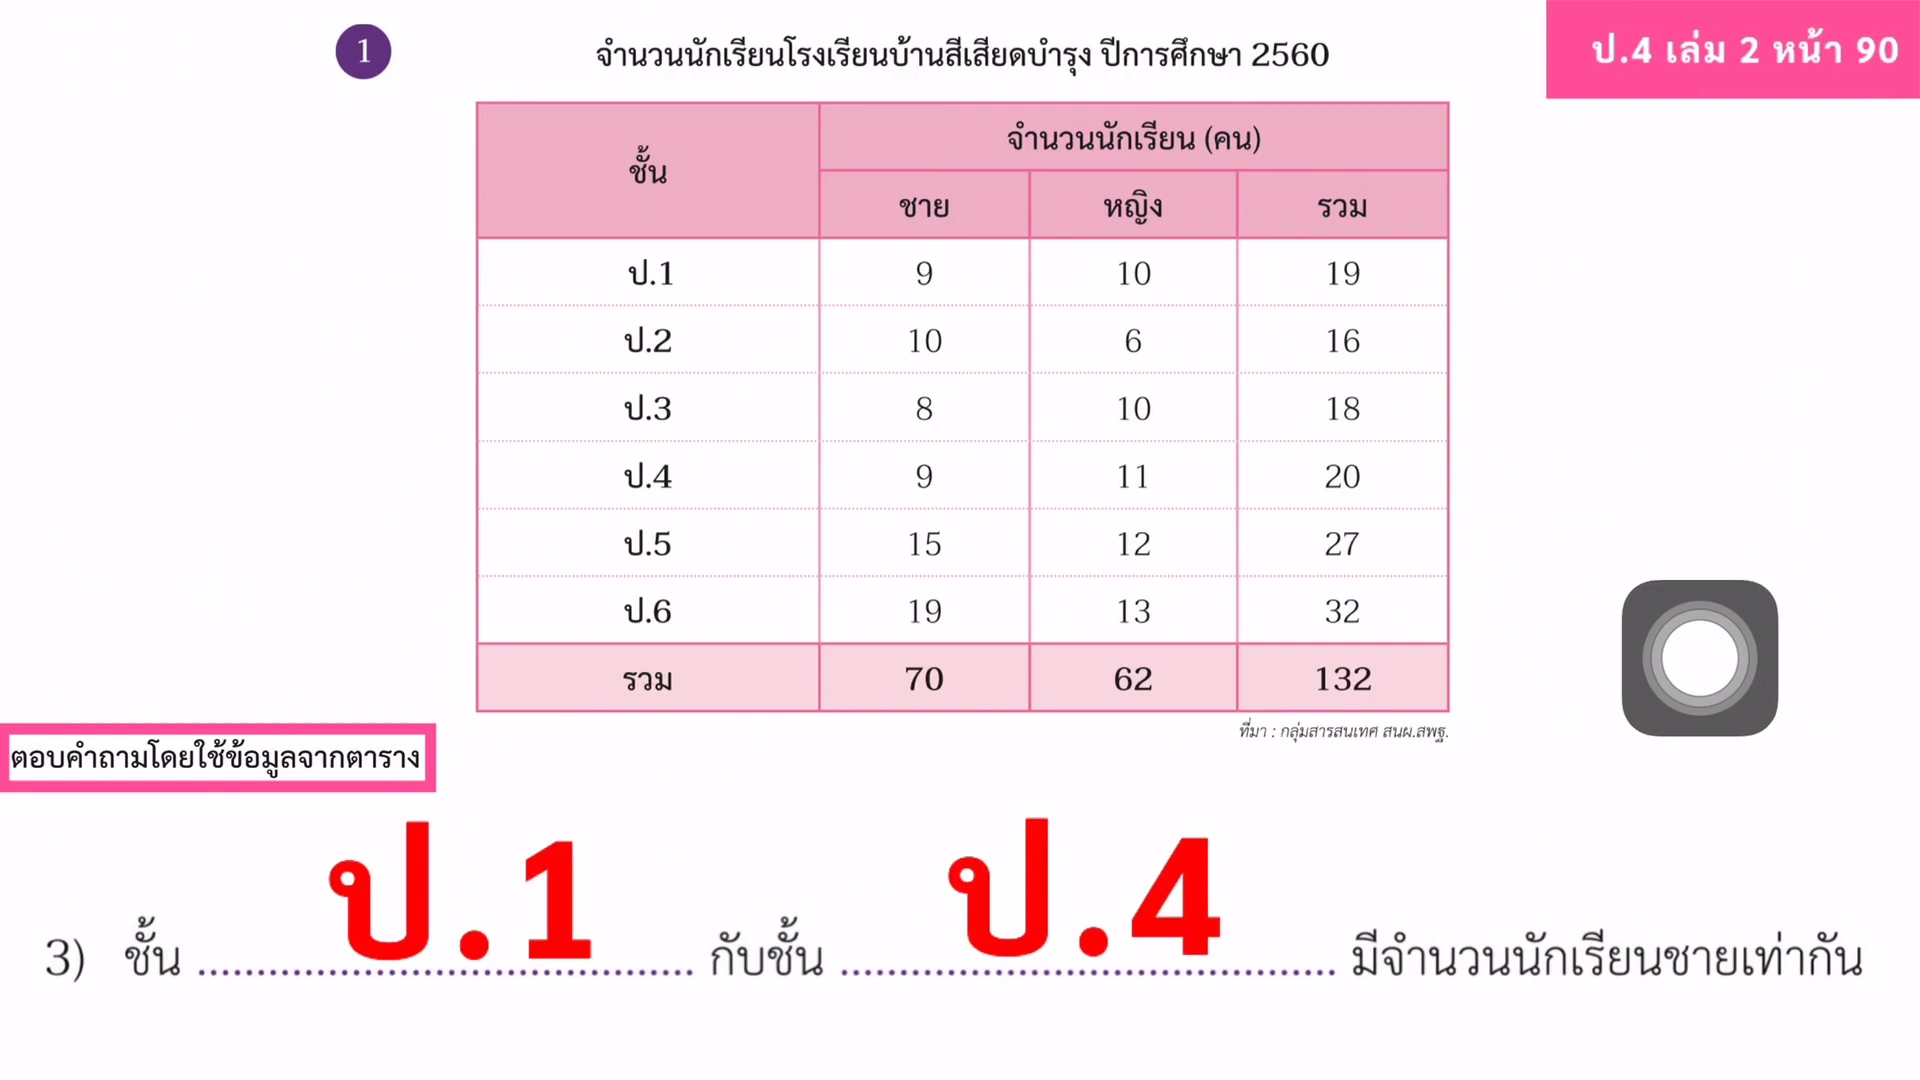 1 จำนวนนักเรียนโรงเรียนบ้านสีเสียดบำรุง ปีการศึกษา 2560
ป.4 เล่ม 2 หน้า 90
ชั้น จำนวนนักเรียน (คน)
ชาย หญิง รวม
ป.1 9 10 19
ป.2 10 6 16
ป.3 8 10 18
ป.4 9 11 20
ป.5 15 12 27
ป.6 19 13 32
รวม 70 62 132
ที่มา : กลุ่มสารสนเทศ สนผ.สพฐ.
ตอบคำถามโดยใช้ข้อมูลจากตาราง
3) ชั้น ป.1 กับชั้น ป.4 มีจำนวนนักเรียนชายเท่ากัน